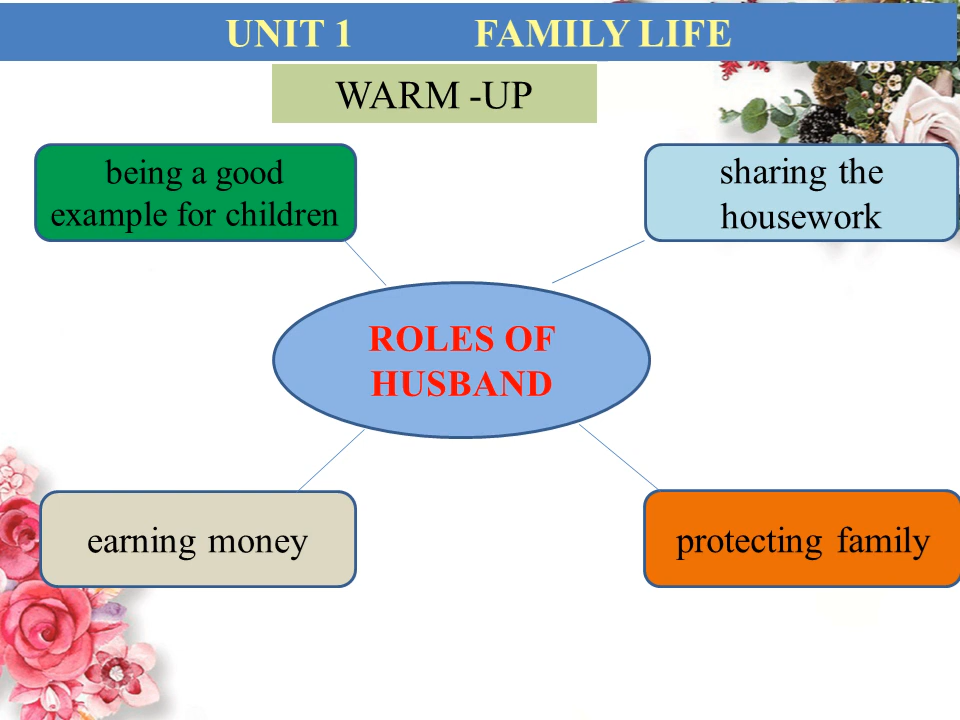 UNIT 1 FAMILY LIFE
WARM -UP
being a good
example for children
sharing the
housework
ROLES OF
HUSBAND
earning money
protecting family